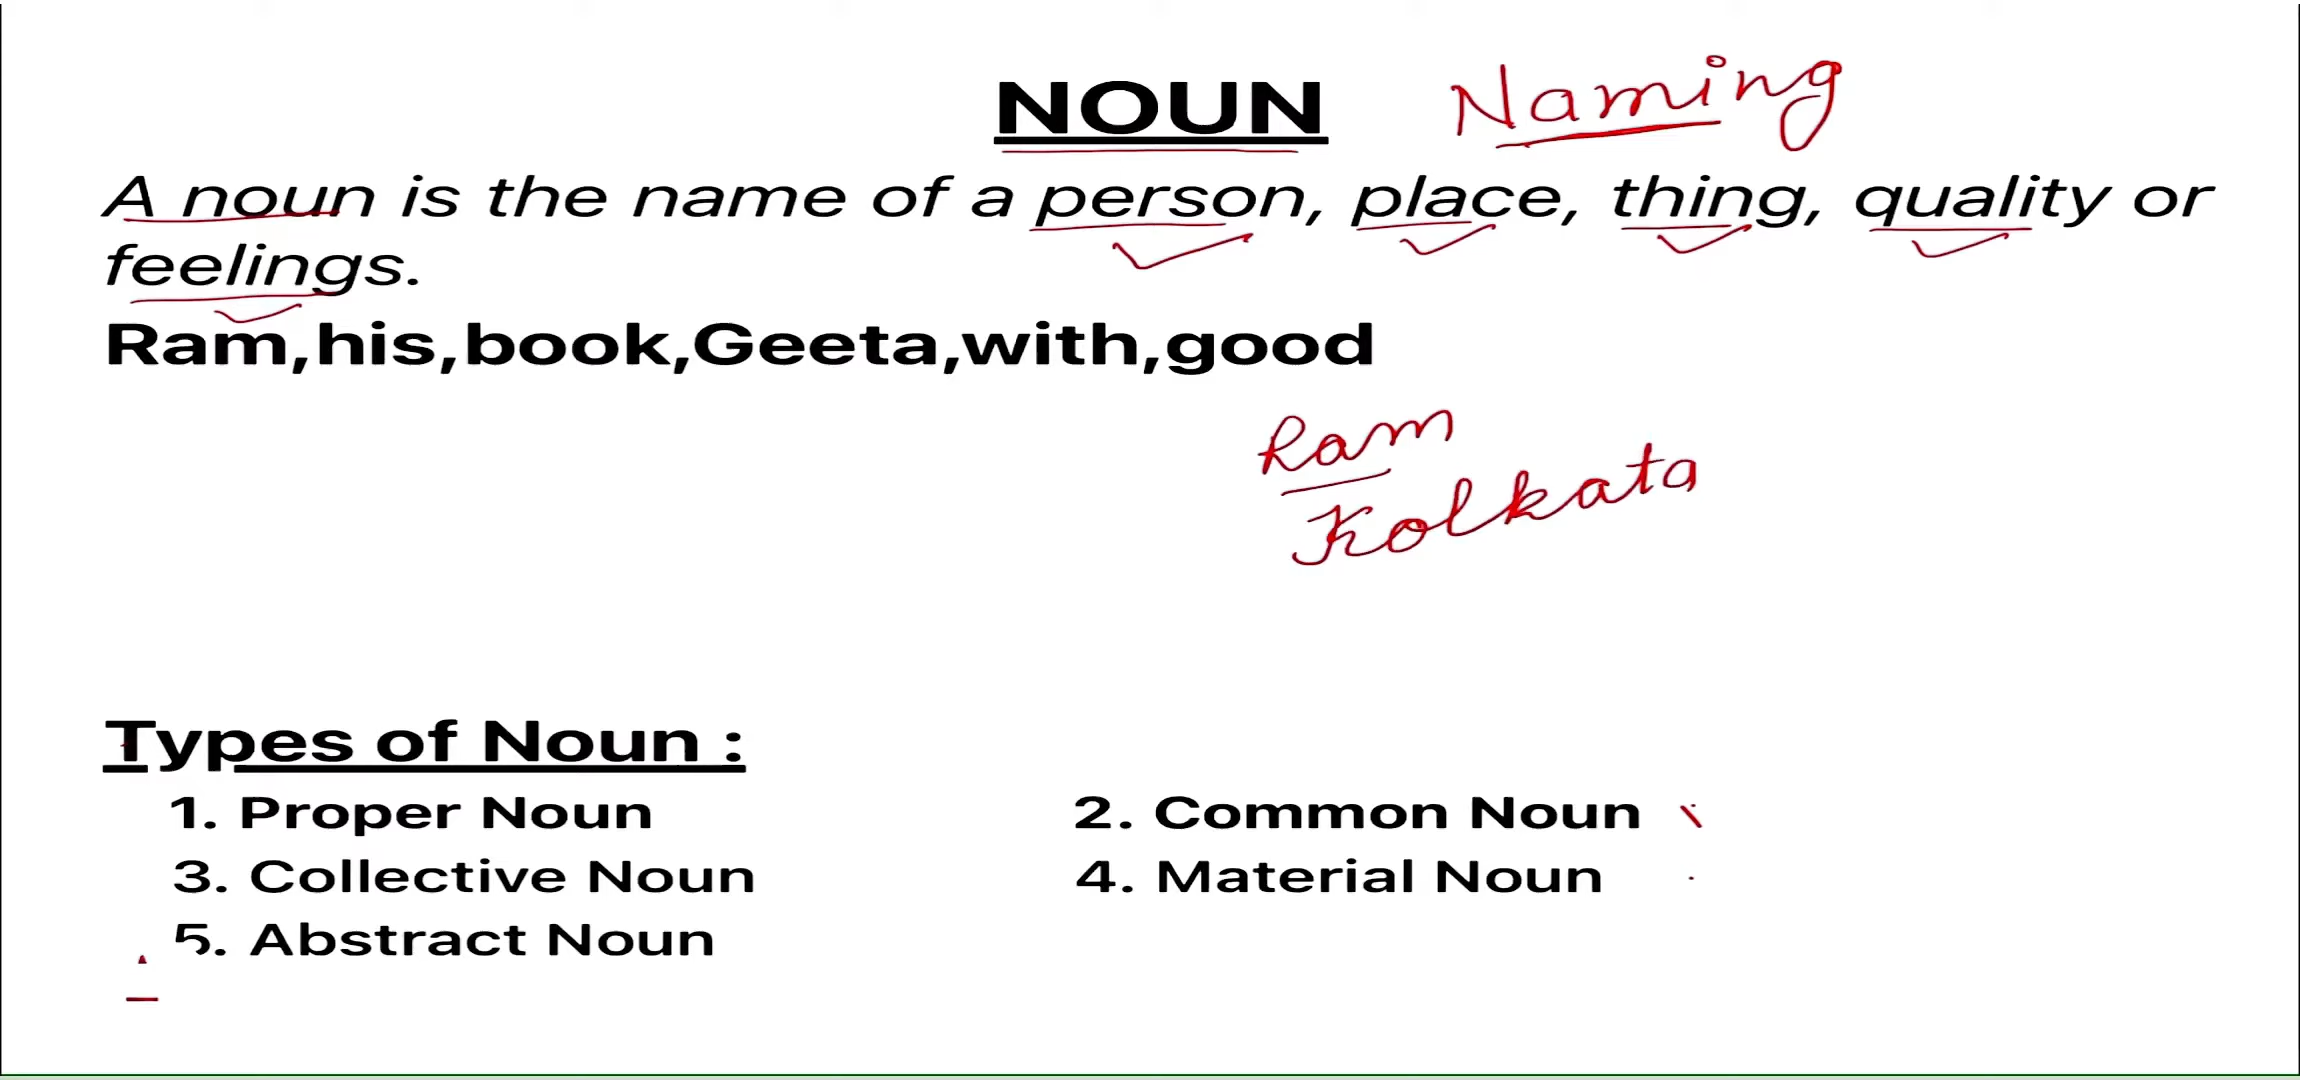 NOUN Naming
A noun is the name of a person, place, thing, quality or
feelings.
Ram,his,book,Geeta,with,good
Ram
Kolkata
Types of Noun :
1. Proper Noun 2. Common Noun
3. Collective Noun 4. Material Noun
5. Abstract Noun